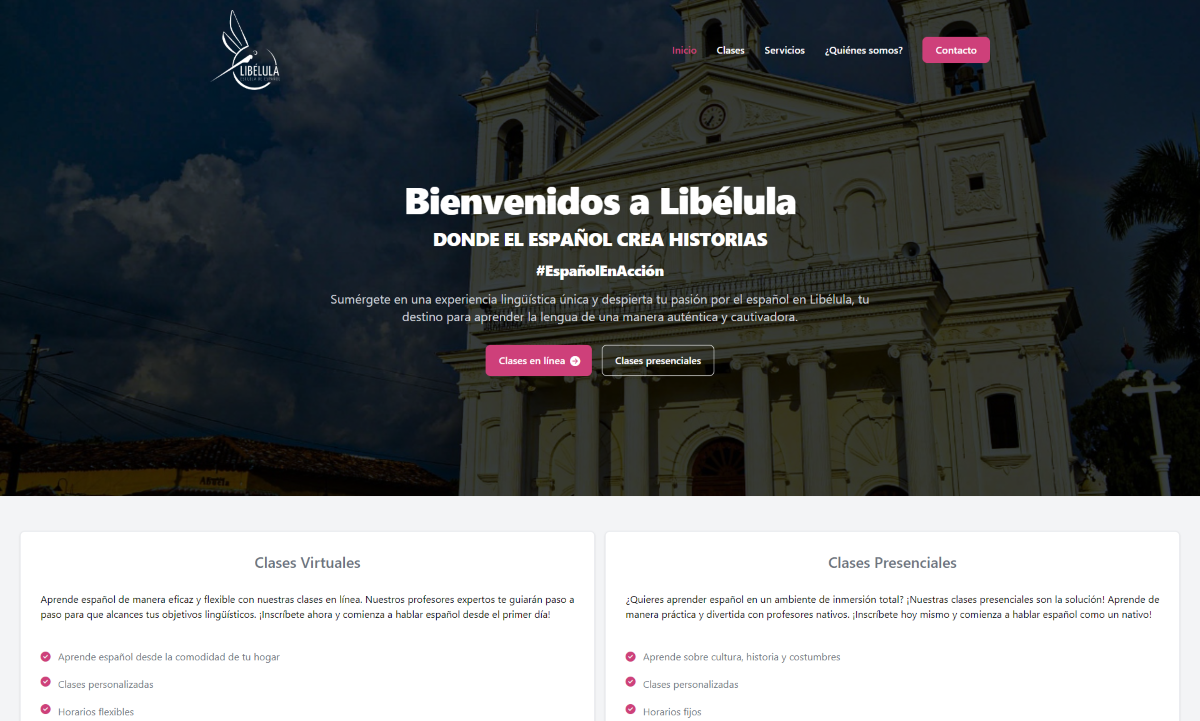 LIBÉLULA
Inicio
Clases
Servicios
¿Quiénes somos?
Contacto
Bienvenidos a Libélula
DONDE EL ESPAÑOL CREA HISTORIAS
#EspañolEnAcción
Sumérgete en una experiencia lingüística única y despierta tu pasión por el español en Libélula, tu
destino para aprender la lengua de una manera auténtica y cautivadora.
Clases en línea
Clases presenciales
Clases Virtuales
Aprende español de manera eficaz y flexible con nuestras clases en línea. Nuestros profesores expertos te guiarán paso a
paso para que alcances tus objetivos lingüísticos. ¡Inscríbete ahora y comienza a hablar español desde el primer día!
Aprende español desde la comodidad de tu hogar
Clases personalizadas
Horarios flexibles
Clases Presenciales
¿Quieres aprender español en un ambiente de inmersión total? ¡Nuestras clases presenciales son la solución! Aprende de
manera práctica y divertida con profesores nativos. ¡Inscríbete hoy mismo y comienza a hablar español como un nativo!
Aprende sobre cultura, historia y costumbres
Clases personalizadas
Horarios fijos